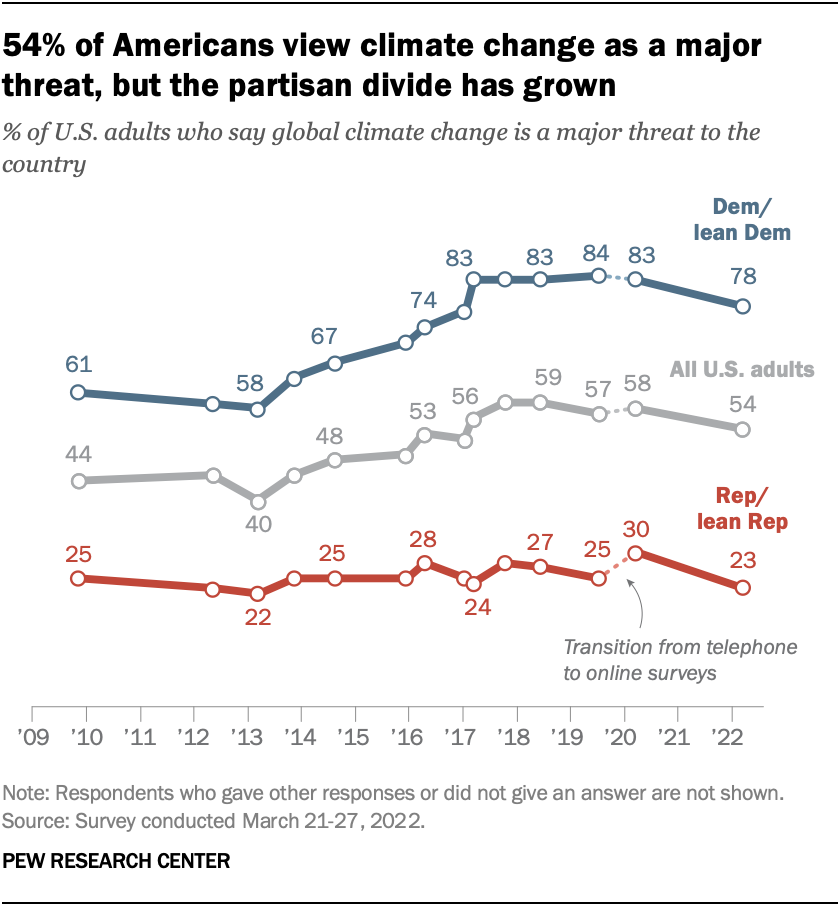 54% of Americans view climate change as a major
threat, but the partisan divide has grown
% of U.S. adults who say global climate change is a major threat to the
country
Dem/
lean Dem
61
58
67
74
83
83
84
83
78
All U.S. adults
44
40
48
53
56
59
57
58
54
Rep/
lean Rep
25
22
25
28
24
27
25
30
23
Transition from telephone
to online surveys
’09 ’10 ’11 ’12 ’13 ’14 ’15 ’16 ’17 ’18 ’19 ’20 ’21 ’22
Note: Respondents who gave other responses or did not give an answer are not shown.
Source: Survey conducted March 21-27, 2022.
PEW RESEARCH CENTER